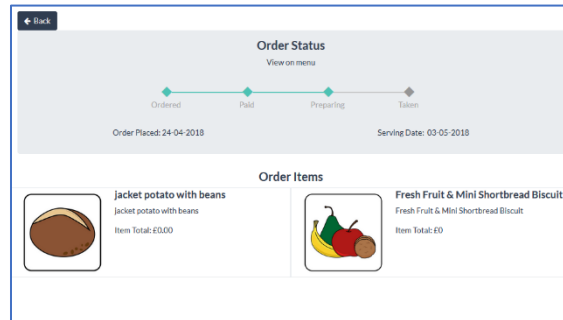 Back
Order Status
View on menu
Ordered Paid Preparing Taken
Order Placed: 24-04-2018 Serving Date: 03-05-2018
Order Items
jacket potato with beans
jacket potato with beans
Item Total: £0.00
Fresh Fruit & Mini Shortbread Biscuit
Fresh Fruit & Mini Shortbread Biscuit
Item Total: £0